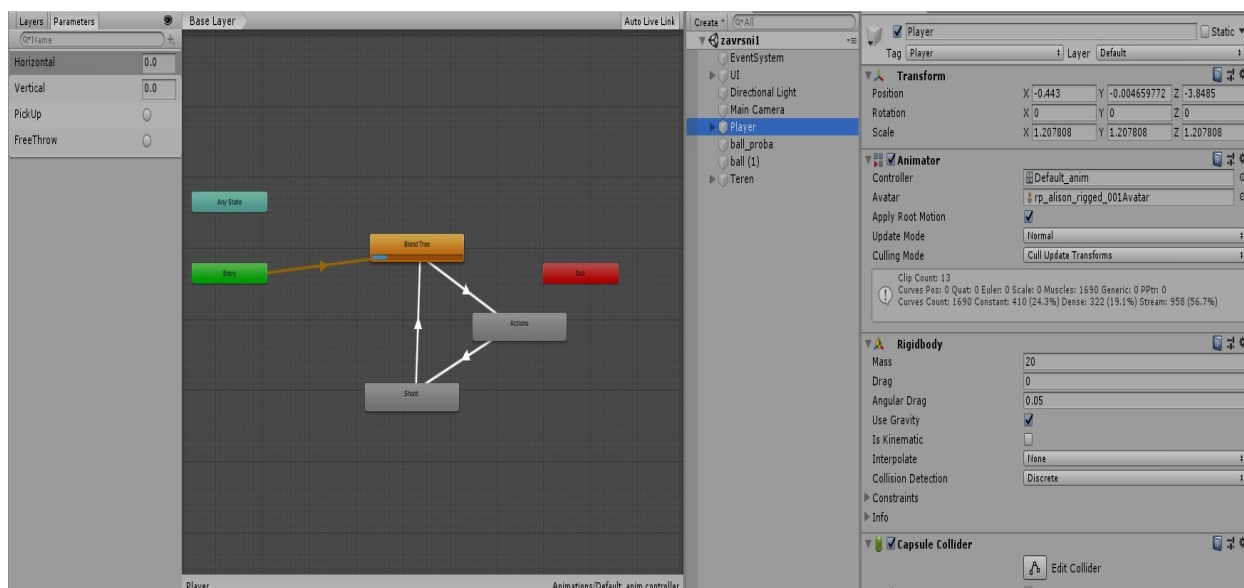 Layers Parameters
Name
Horizontal 0.0
Vertical 0.0
PickUp
FreeThrow
Base Layer Auto Live Link
Any State
Entry
Blend Tree
Exit
Actions
Shoot
Player Animations/Default_anim.controller
Create All
zavrsni1
EventSystem
UI
Directional Light
Main Camera
Player
ball_proba
ball (1)
Teren
Player Static
Tag Player Layer Default
Transform
Position X -0.443 Y -0.004659772 Z -3.8485
Rotation X 0 Y 0 Z 0
Scale X 1.207808 Y 1.207808 Z 1.207808
Animator
Controller Default_anim
Avatar rp_alison_rigged_001Avatar
Apply Root Motion
Update Mode Normal
Culling Mode Cull Update Transforms
Clip Count: 13
Curves Pos: 0 Quat: 0 Euler: 0 Scale: 0 Muscles: 1690 Generic: 0 PPtr: 0
Curves Count: 1690 Constant: 410 (24.3%) Dense: 322 (19.1%) Stream: 958 (56.7%)
Rigidbody
Mass 20
Drag 0
Angular Drag 0.05
Use Gravity
Is Kinematic
Interpolate None
Collision Detection Discrete
Constraints
Info
Capsule Collider
Edit Collider